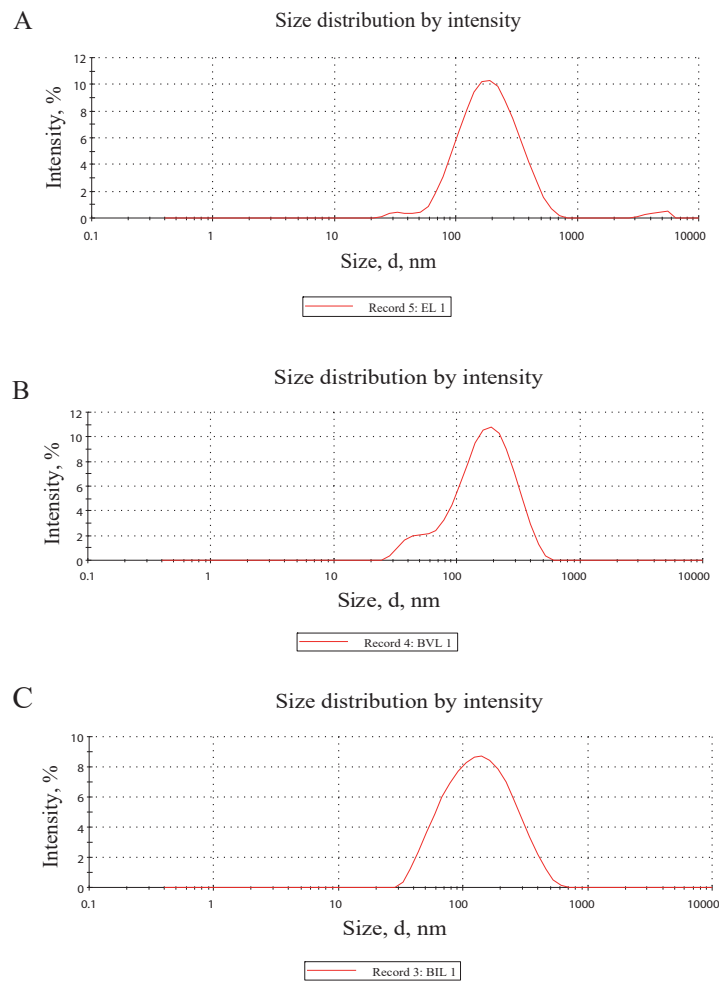 A
Size distribution by intensity
12
10
8
6
4
2
0
Intensity, %
0.1 1 10 100 1000 10000
Size, d, nm
Record 5: EL 1
B
Size distribution by intensity
12
10
8
6
4
2
0
Intensity, %
0.1 1 10 100 1000 10000
Size, d, nm
Record 4: BVL 1
C
Size distribution by intensity
10
8
6
4
2
0
Intensity, %
0.1 1 10 100 1000 10000
Size, d, nm
Record 3: BIL 1